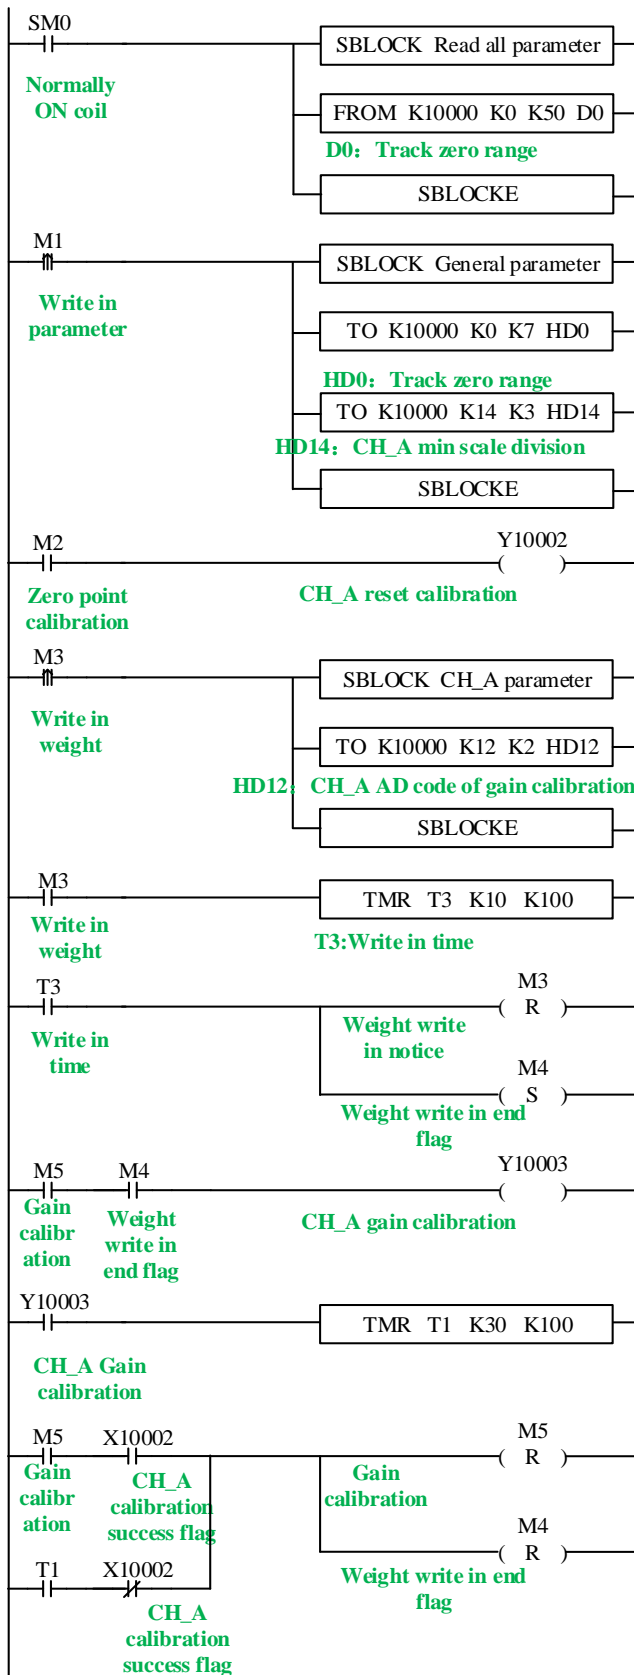 SM0
SBLOCK Read all parameter
Normally
ON coil
FROM K10000 K0 K50 D0
D0：Track zero range
SBLOCKE
M1
SBLOCK General parameter
Write in
parameter
TO K10000 K0 K7 HD0
HD0：Track zero range
TO K10000 K14 K3 HD14
HD14：CH_A min scale division
SBLOCKE
M2
Y10002
Zero point
calibration
CH_A reset calibration
M3
SBLOCK CH_A parameter
Write in
weight
TO K10000 K12 K2 HD12
HD12：CH_A AD code of gain calibration
SBLOCKE
M3
TMR T3 K10 K100
Write in
weight
T3:Write in time
T3
M3
R
Write in
time
Weight write
in notice
M4
S
Weight write in end
flag
M5
M4
Y10003
Gain
calibr
ation
Weight
write in
end flag
CH_A gain calibration
Y10003
TMR T1 K30 K100
CH_A Gain
calibration
M5
X10002
M5
R
Gain
calibr
ation
CH_A
calibration
success flag
Gain
calibration
M4
R
T1
X10002
Weight write in end
flag
CH_A
calibration
success flag